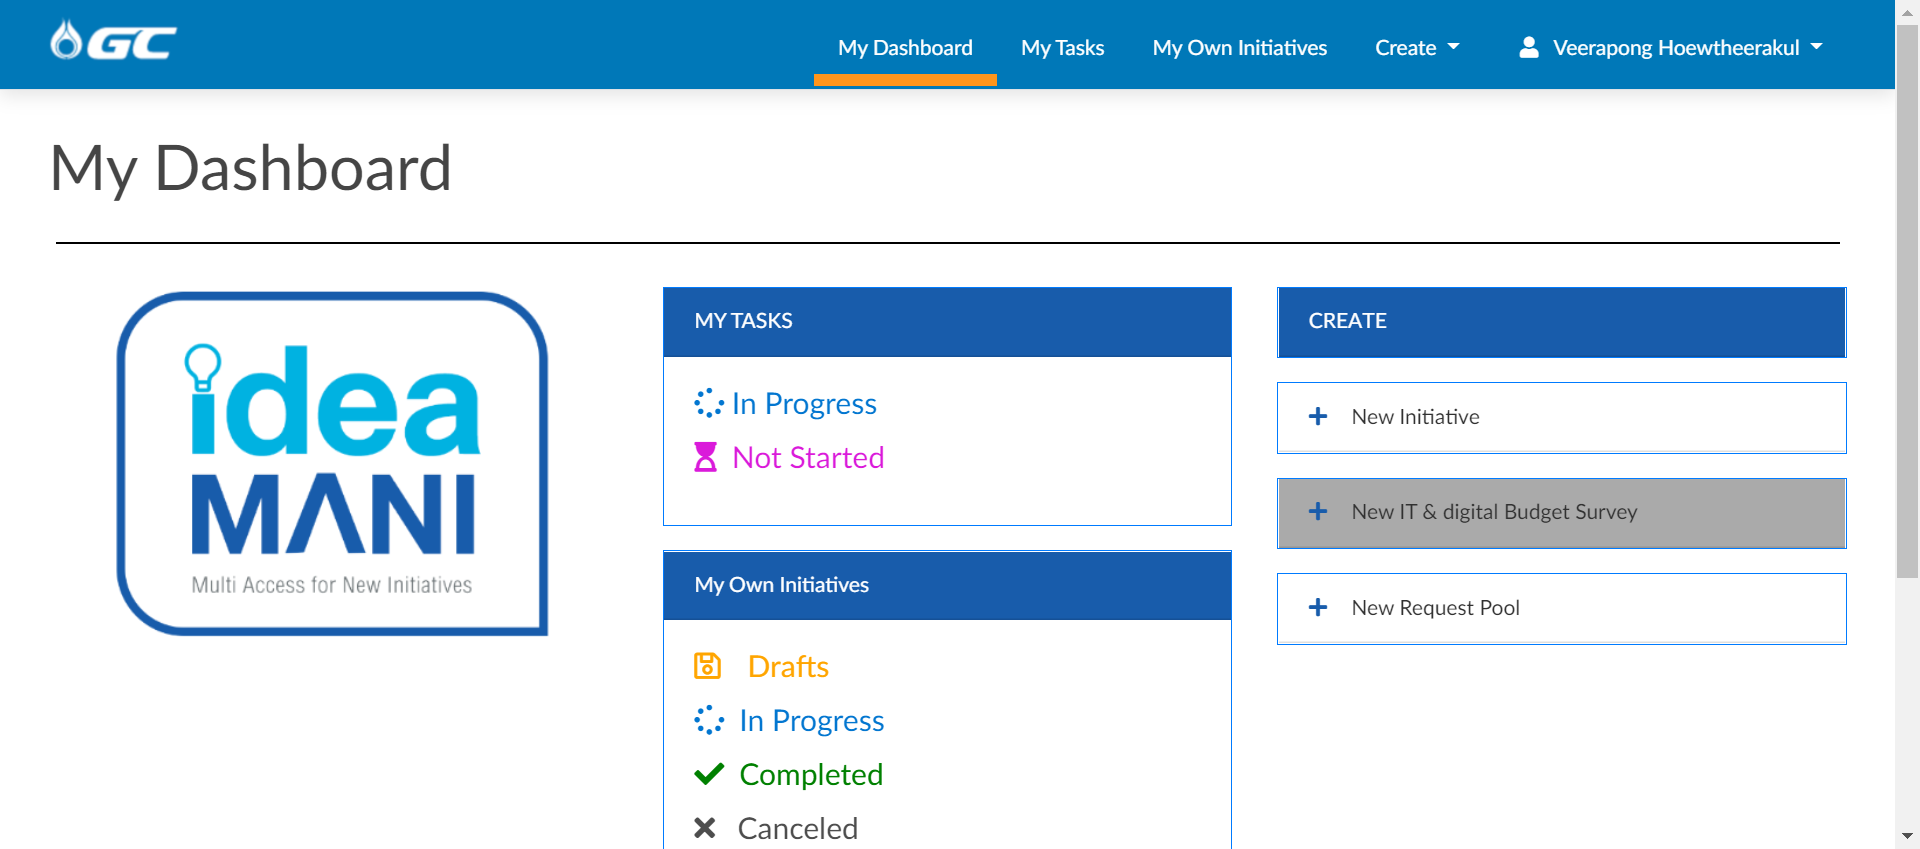 GC
My Dashboard
My Tasks
My Own Initiatives
Create
Veerapong Hoewtheerakul
My Dashboard
idea
MANI
Multi Access for New Initiatives
MY TASKS
In Progress
Not Started
My Own Initiatives
Drafts
In Progress
Completed
Canceled
CREATE
New Initiative
New IT & digital Budget Survey
New Request Pool